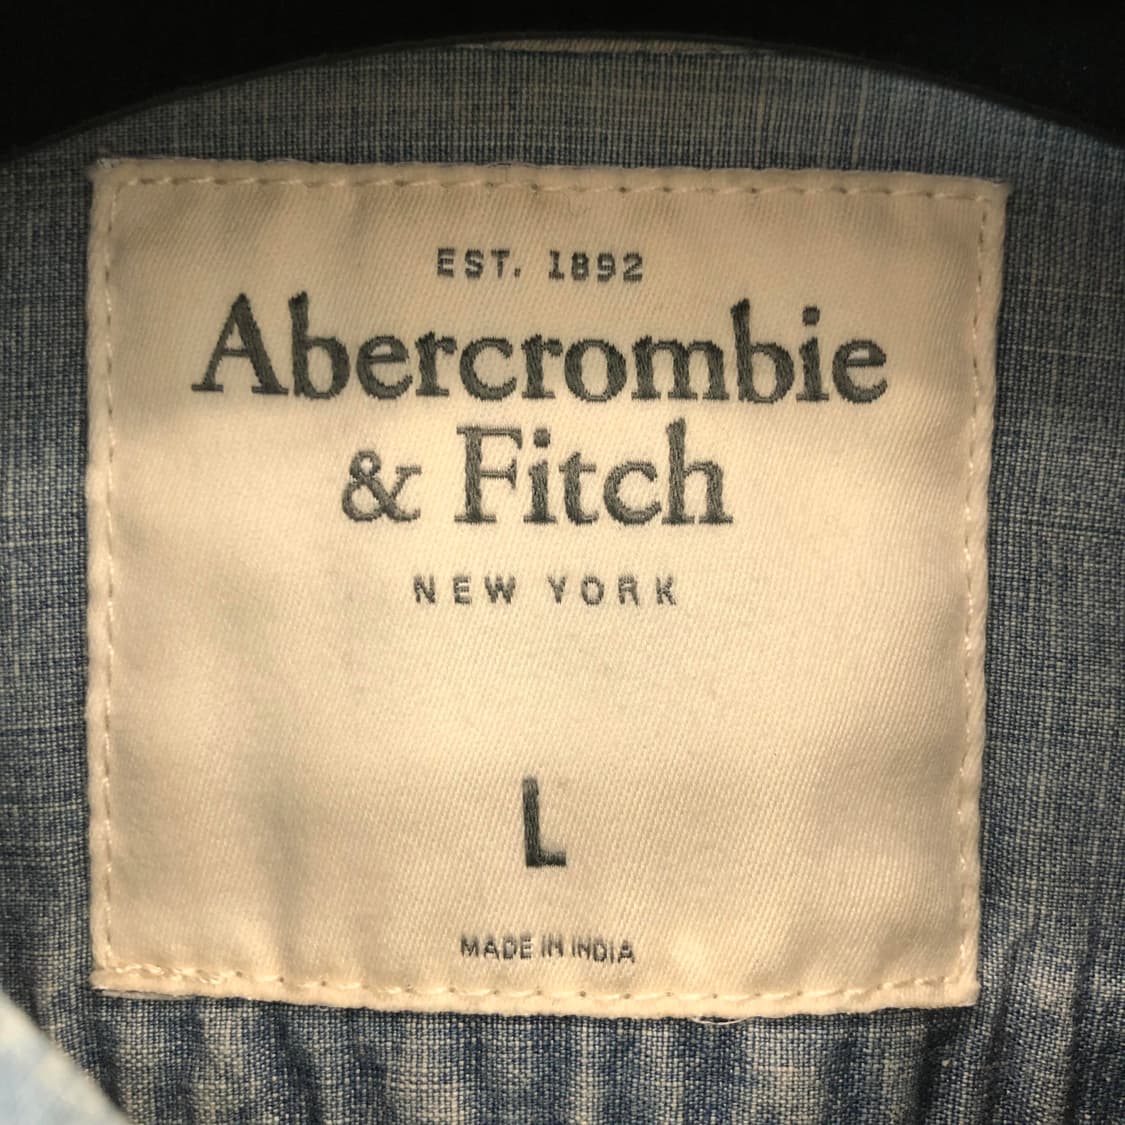 EST. 1892
Abercrombie
& Fitch
NEW YORK
L
MADE IN INDIA